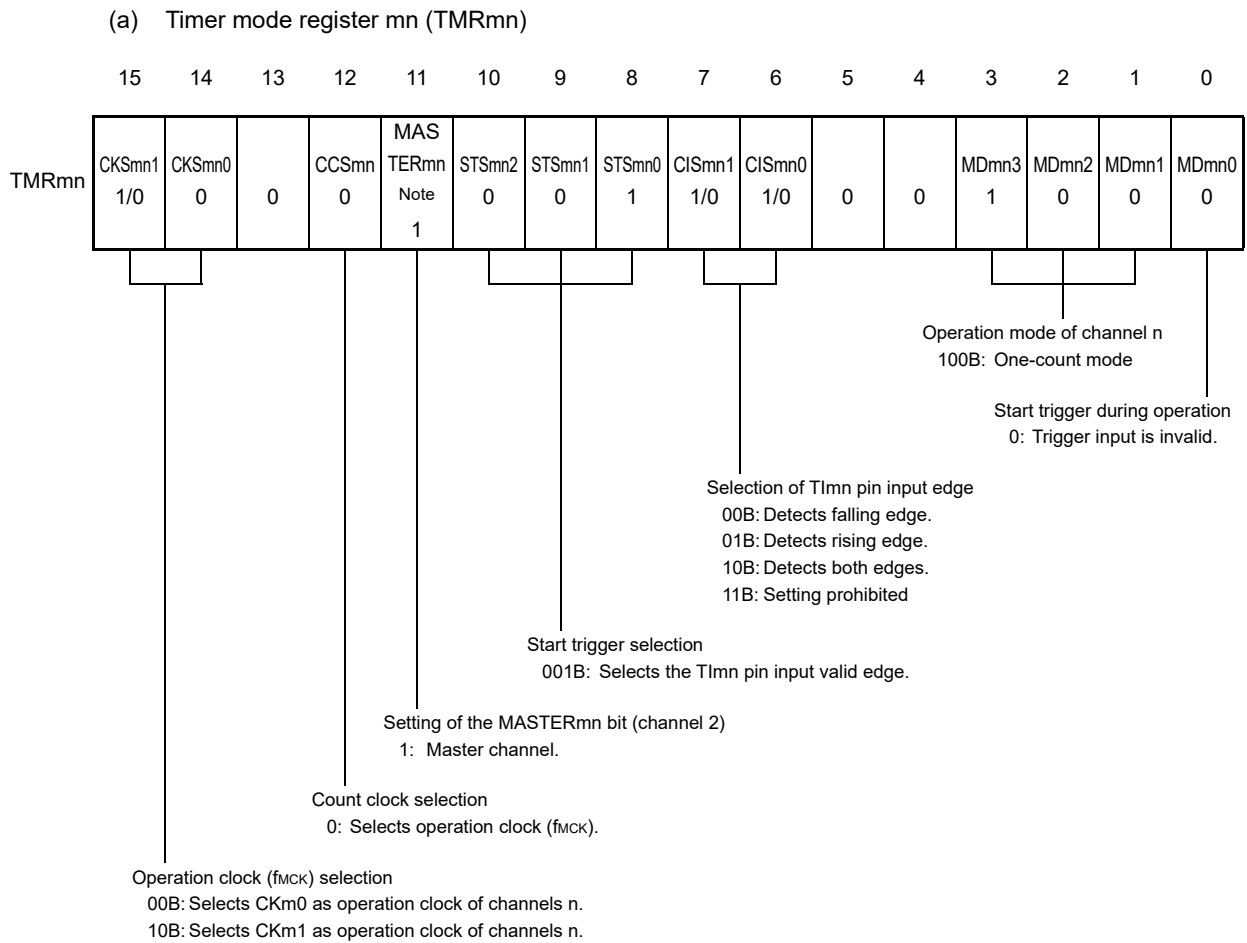 (a) Timer mode register mn (TMRmn)
15 14 13 12 11 10 9 8 7 6 5 4 3 2 1 0
TMRmn
CKSmn1 1/0
CKSmn0 0
0
CCSmn 0
MAS
TERmn
Note
1
STSmn2 0
STSmn1 0
STSmn0 1
CISmn1 1/0
CISmn0 1/0
0
0
MDmn3 1
MDmn2 0
MDmn1 0
MDmn0 0
Operation mode of channel n
100B: One-count mode
Start trigger during operation
0: Trigger input is invalid.
Selection of TImn pin input edge
00B: Detects falling edge.
01B: Detects rising edge.
10B: Detects both edges.
11B: Setting prohibited
Start trigger selection
001B: Selects the TImn pin input valid edge.
Setting of the MASTERmn bit (channel 2)
1: Master channel.
Count clock selection
0: Selects operation clock (fMCK).
Operation clock (fMCK) selection
00B: Selects CKm0 as operation clock of channels n.
10B: Selects CKm1 as operation clock of channels n.